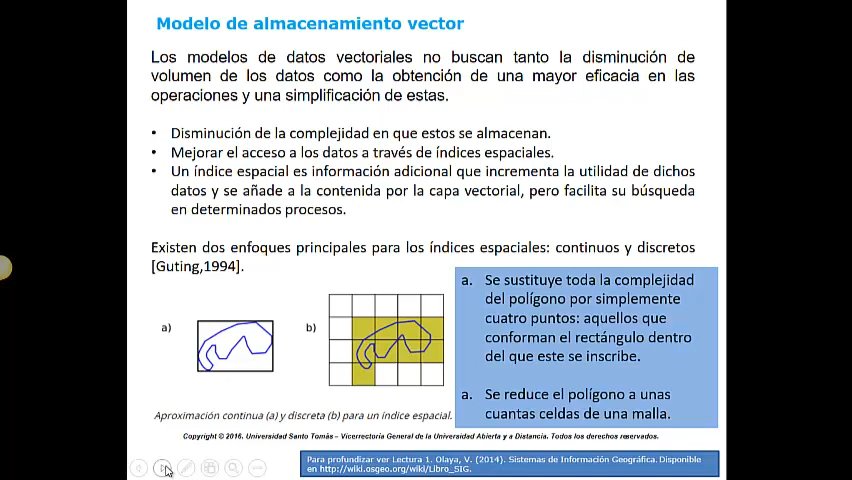 Modelo de almacenamiento vector
Los modelos de datos vectoriales no buscan tanto la disminución de
volumen de los datos como la obtención de una mayor eficacia en las
operaciones y una simplificación de estas.
• Disminución de la complejidad en que estos se almacenan.
• Mejorar el acceso a los datos a través de índices espaciales.
• Un índice espacial es información adicional que incrementa la utilidad de dichos
datos y se añade a la contenida por la capa vectorial, pero facilita su búsqueda
en determinados procesos.
Existen dos enfoques principales para los índices espaciales: continuos y discretos
[Guting,1994].
a)
b)
Aproximación continua (a) y discreta (b) para un índice espacial.
a. Se sustituye toda la complejidad
del polígono por simplemente
cuatro puntos: aquellos que
conforman el rectángulo dentro
del que este se inscribe.
a. Se reduce el polígono a unas
cuantas celdas de una malla.
Copyright © 2016. Universidad Santo Tomás – Vicerrectoría General de la Universidad Abierta y a Distancia. Todos los derechos reservados.
Para profundizar ver Lectura 1. Olaya, V. (2014). Sistemas de Información Geográfica. Disponible
en http://wiki.osgeo.org/wiki/Libro_SIG.